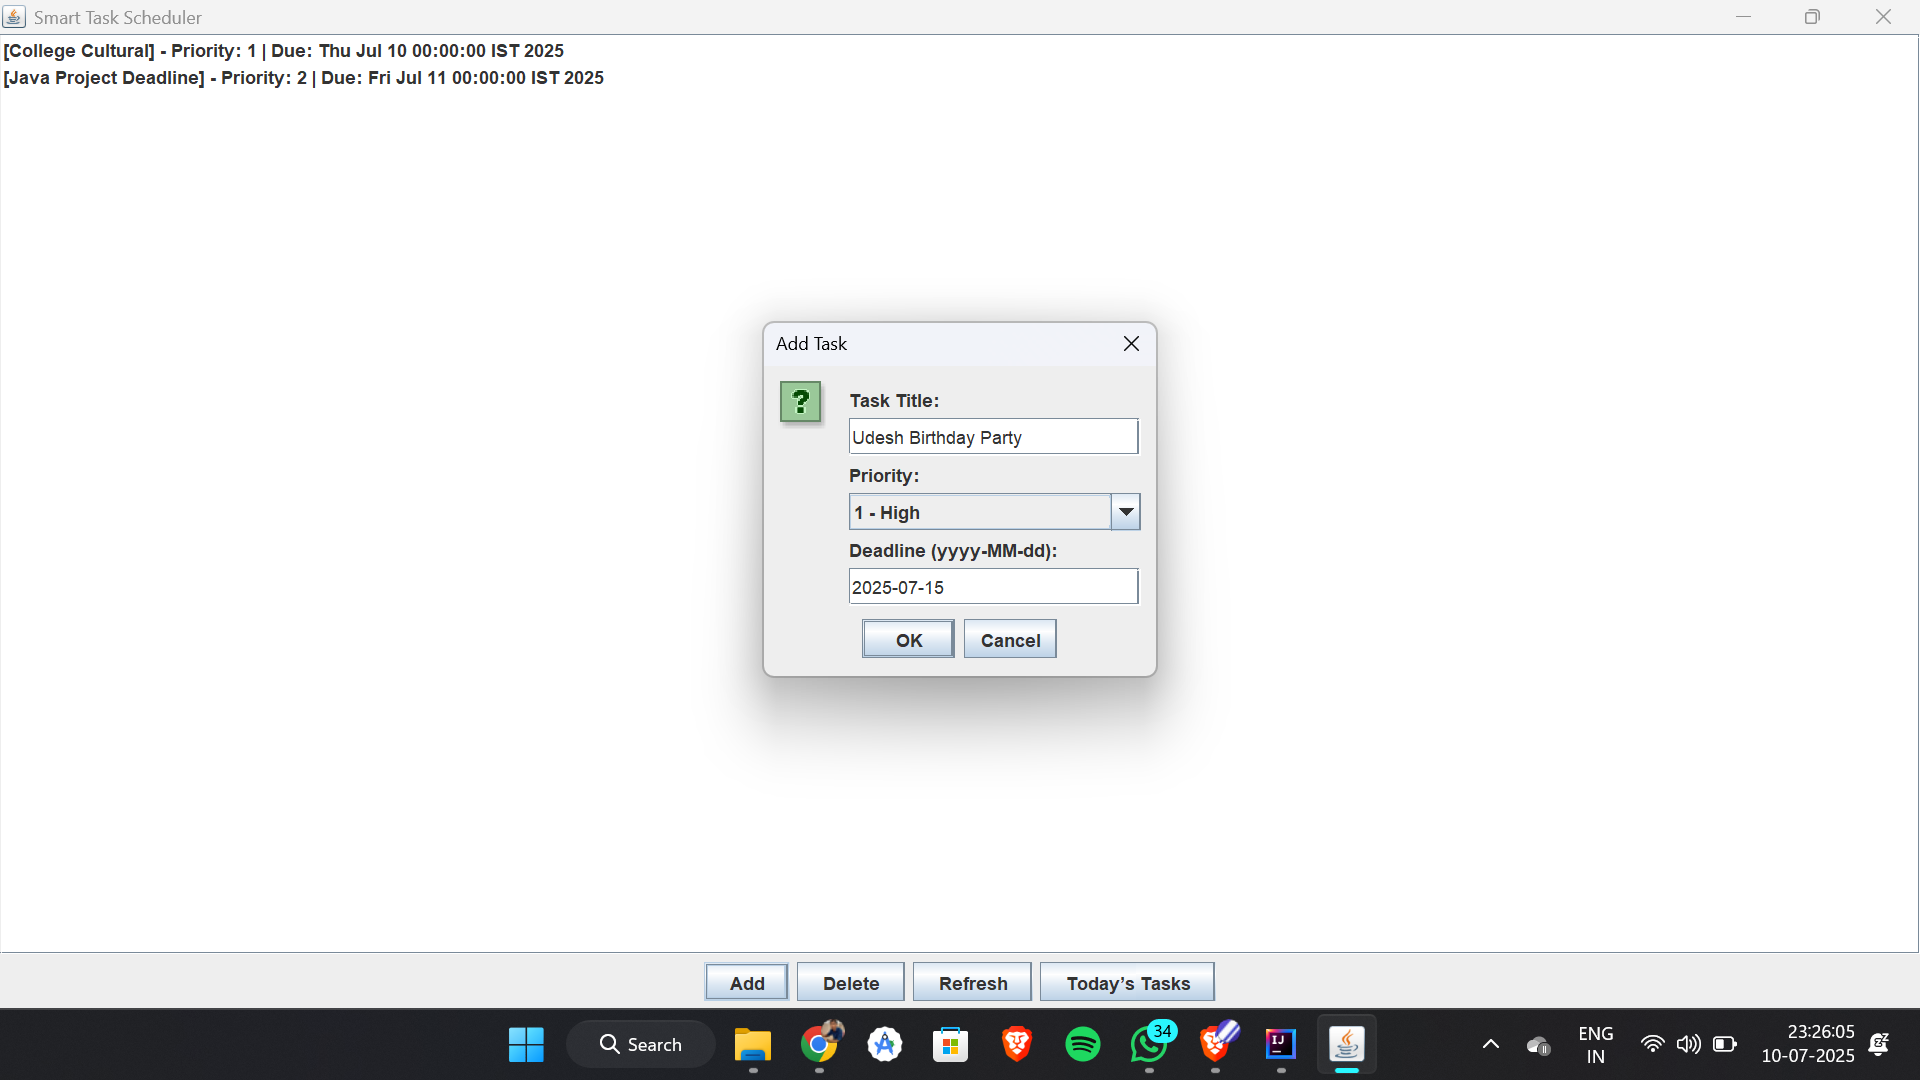 Smart Task Scheduler
[College Cultural] - Priority: 1 | Due: Thu Jul 10 00:00:00 IST 2025
[Java Project Deadline] - Priority: 2 | Due: Fri Jul 11 00:00:00 IST 2025
Add Task
?
Task Title:
Udesh Birthday Party
Priority:
1 - High
Deadline (yyyy-MM-dd):
2025-07-15
OK Cancel
Add Delete Refresh Today’s Tasks
Search
34
IJ
ENG
IN
23:26:05
10-07-2025